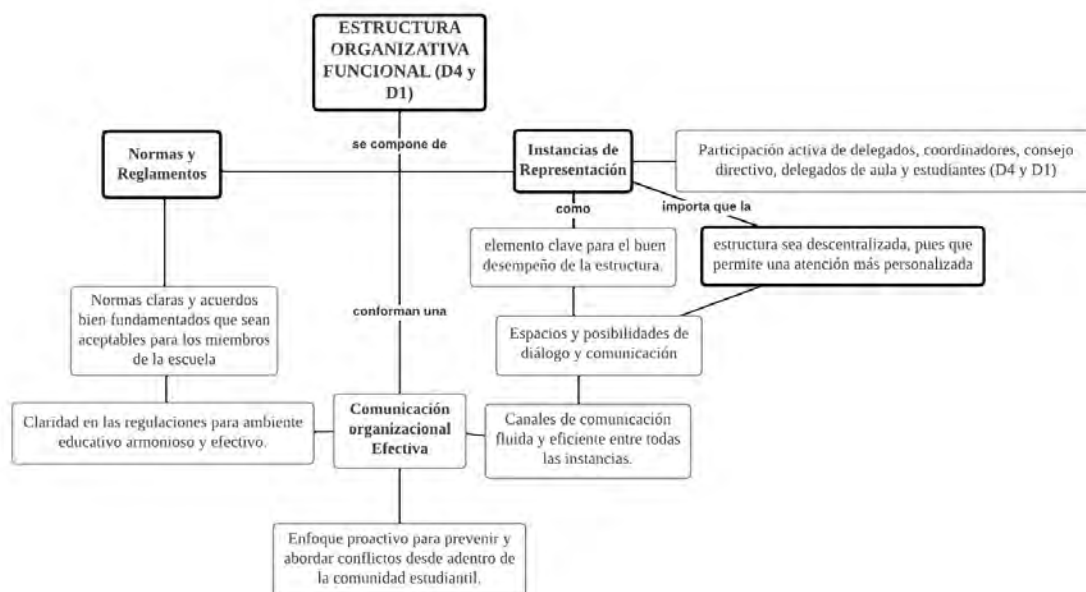 ESTRUCTURA
ORGANIZATIVA
FUNCIONAL (D4 y
D1)
se compone de
Normas y
Reglamentos
Instancias de
Representación
Participación activa de delegados, coordinadores, consejo
directivo, delegados de aula y estudiantes (D4 y D1)
como
importa que la
elemento clave para el buen
desempeño de la estructura.
estructura sea descentralizada, pues que
permite una atención más personalizada
Normas claras y acuerdos
bien fundamentados que sean
aceptables para los miembros
de la escuela
conforman una
Espacios y posibilidades de
diálogo y comunicación
Claridad en las regulaciones para ambiente
educativo armonioso y efectivo.
Comunicación
organizacional
Efectiva
Canales de comunicación
fluida y eficiente entre todas
las instancias.
Enfoque proactivo para prevenir y
abordar conflictos desde adentro de
la comunidad estudiantil.